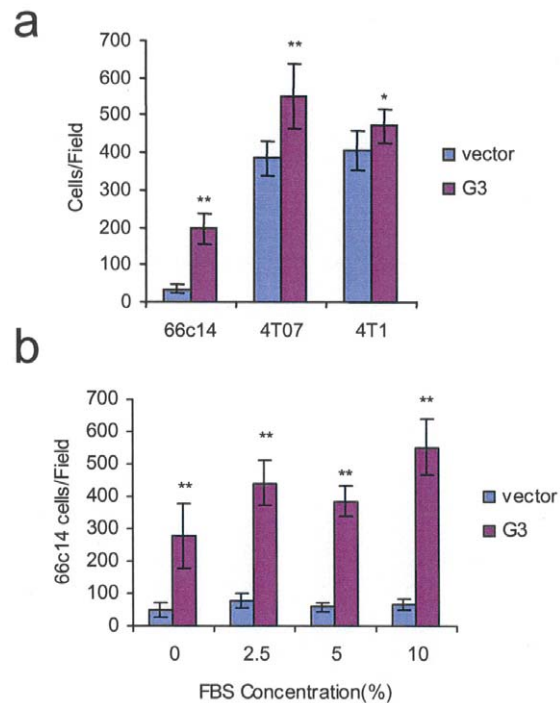 a
700
600
500
400
300
200
100
0
Cells/Field
**
**
*
66c14
4T07
4T1
vector
G3
b
700
600
500
400
300
200
100
0
66c14 cells/Field
**
**
**
**
0
2.5
5
10
FBS Concentration(%)
vector
G3